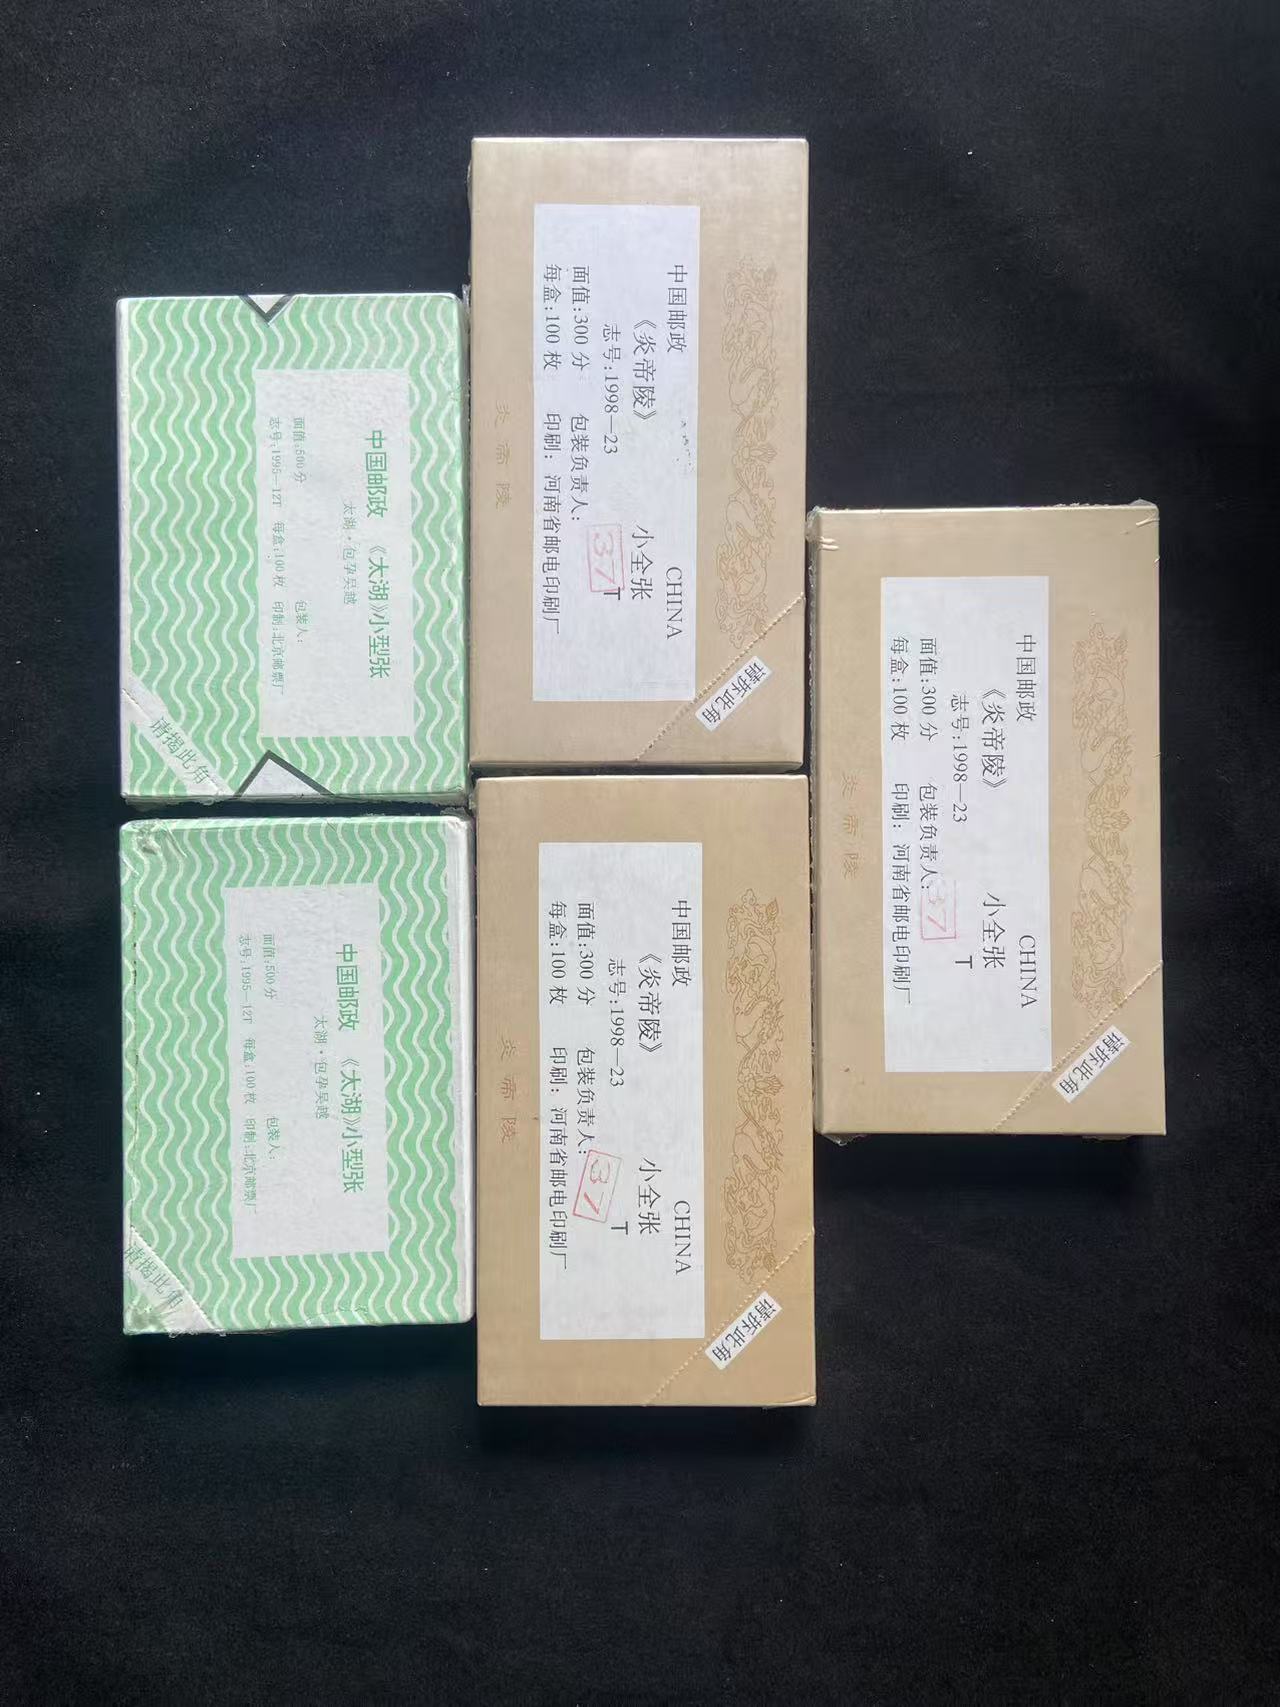 中国邮政 《太湖》小型张
太湖·包孕吴越
面值:500分 包装人:
志号:1995—12T 每盒:100枚 印制:北京邮票厂
请揭此角
中国邮政 《太湖》小型张
太湖·包孕吴越
面值:500分 包装人:
志号:1995—12T 每盒:100枚 印制:北京邮票厂
请揭此角
中国邮政 CHINA
《炎帝陵》 小全张
志号:1998—23 T
面值:300分 包装负责人: 37
每盒:100枚 印刷: 河南省邮电印刷厂
炎帝陵
请拆此角
中国邮政 CHINA
《炎帝陵》 小全张
志号:1998—23 T
面值:300分 包装负责人: 37
每盒:100枚 印刷: 河南省邮电印刷厂
炎帝陵
请拆此角
中国邮政 CHINA
《炎帝陵》 小全张
志号:1998—23 T
面值:300分 包装负责人: 37
每盒:100枚 印刷: 河南省邮电印刷厂
炎帝陵
请拆此角